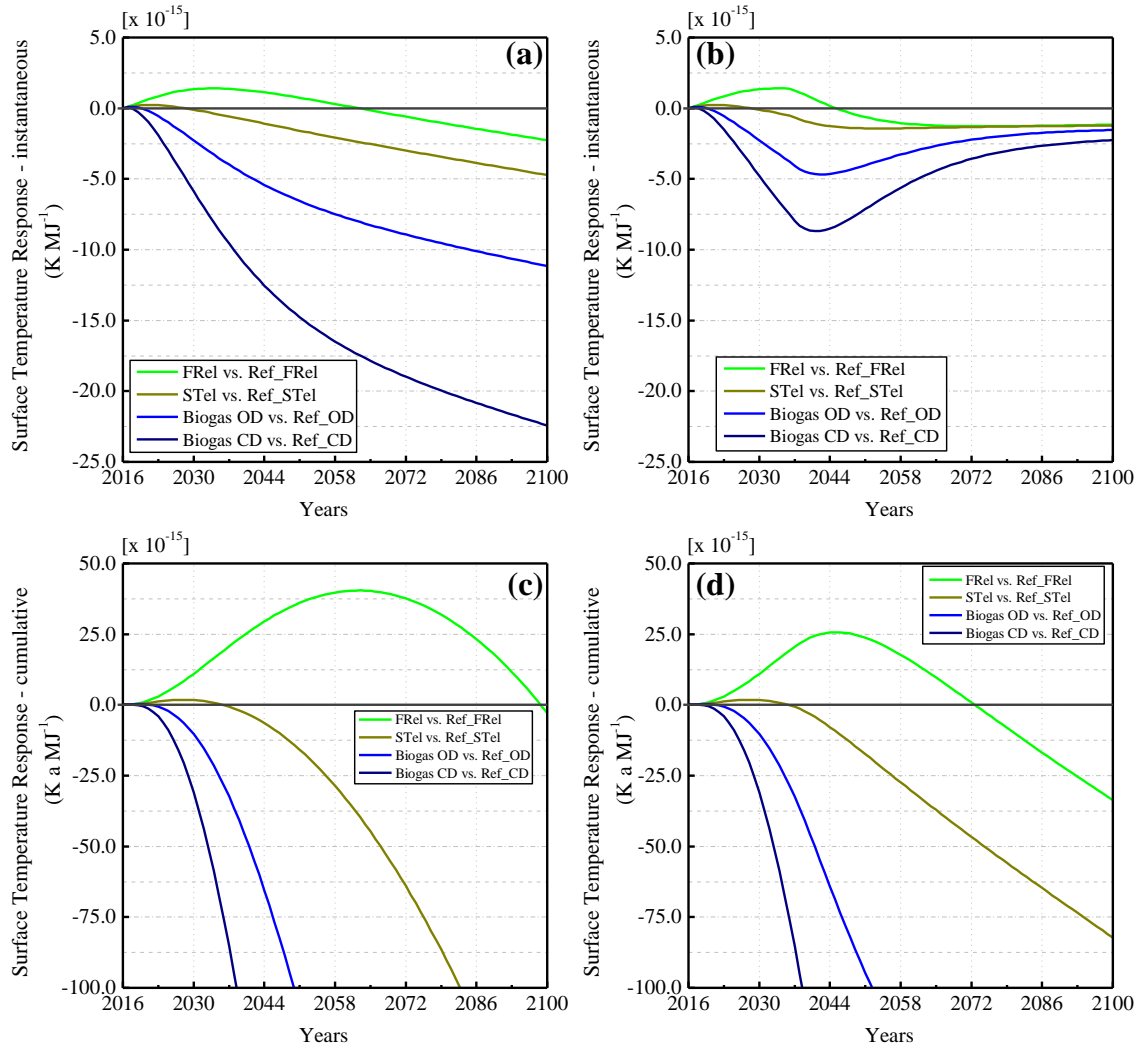 [x 10-15]
(a)
Surface Temperature Response - instantaneous
(K MJ-1)
5.0
0.0
-5.0
-10.0
-15.0
-20.0
-25.0
FRel vs. Ref_FRel
STel vs. Ref_STel
Biogas OD vs. Ref_OD
Biogas CD vs. Ref_CD
2016 2030 2044 2058 2072 2086 2100
Years
[x 10-15]
(b)
Surface Temperature Response - instantaneous
(K MJ-1)
5.0
0.0
-5.0
-10.0
-15.0
-20.0
-25.0
FRel vs. Ref_FRel
STel vs. Ref_STel
Biogas OD vs. Ref_OD
Biogas CD vs. Ref_CD
2016 2030 2044 2058 2072 2086 2100
Years
[x 10-15]
(c)
Surface Temperature Response - cumulative
(K a MJ-1)
50.0
25.0
0.0
-25.0
-50.0
-75.0
-100.0
FRel vs. Ref_FRel
STel vs. Ref_STel
Biogas OD vs. Ref_OD
Biogas CD vs. Ref_CD
2016 2030 2044 2058 2072 2086 2100
Years
[x 10-15]
(d)
Surface Temperature Response - cumulative
(K a MJ-1)
50.0
25.0
0.0
-25.0
-50.0
-75.0
-100.0
FRel vs. Ref_FRel
STel vs. Ref_STel
Biogas OD vs. Ref_OD
Biogas CD vs. Ref_CD
2016 2030 2044 2058 2072 2086 2100
Years